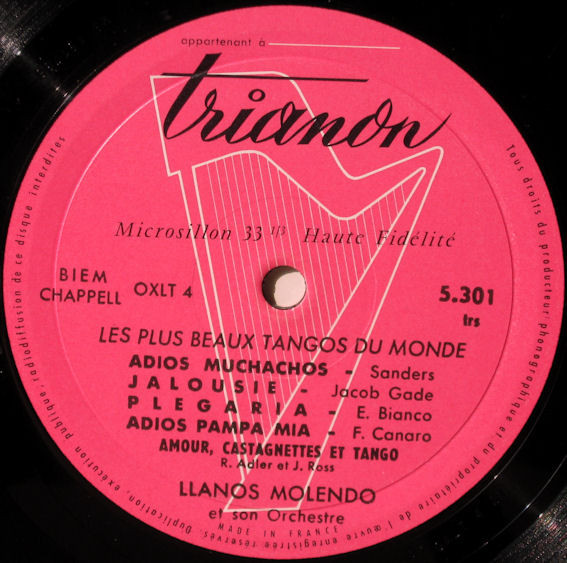 appartenant à
trianon
Microsillon 33 1/3 Haute Fidélité
BIEM
CHAPPELL
OXLT 4
5.301
trs
LES PLUS BEAUX TANGOS DU MONDE
ADIOS MUCHACHOS - Sanders
JALOUSIE - Jacob Gade
PLEGARIA - E. Bianco
ADIOS PAMPA MIA - F. Canaro
AMOUR, CASTAGNETTES ET TANGO
R. Adler et J. Ross
LLANOS MOLENDO
et son Orchestre
MADE IN FRANCE
Tous droits du producteur phonographique et du propriétaire de l'œuvre enregistrée réservés. Duplication, exécution publique, radiodiffusion de ce disque interdites